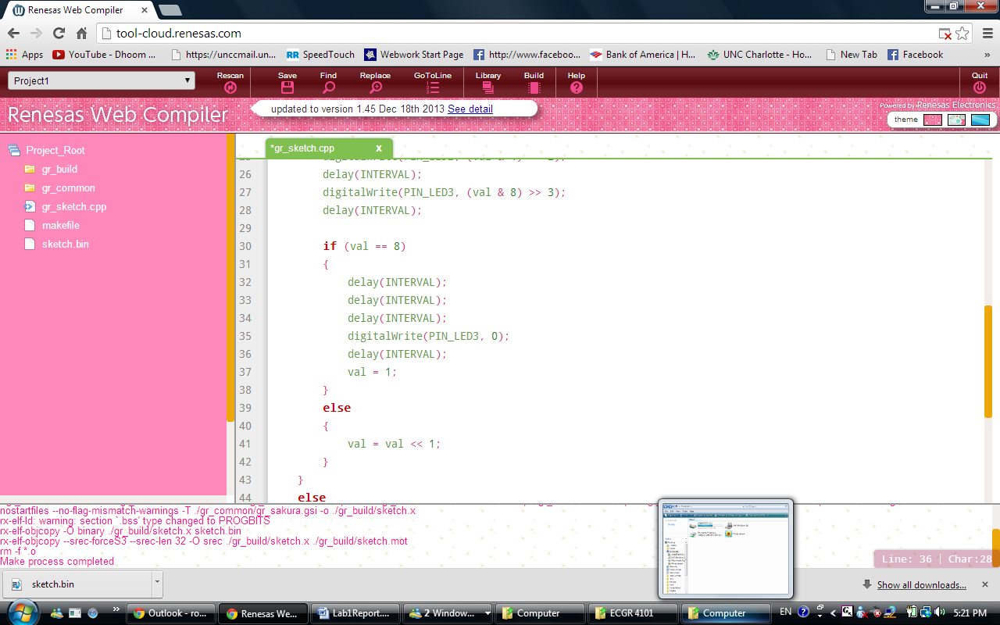 Renesas Web Compiler
tool-cloud.renesas.com
Apps YouTube - Dhoom ... https://unccmail.un... SpeedTouch Webwork Start Page http://www.faceboo... Bank of America | H... UNC Charlotte - Ho... New Tab Facebook »
Project1 Rescan Save Find Replace GoToLine Library Build Help Quit
Renesas Web Compiler updated to version 1.45 Dec 18th 2013 See detail Powered by Renesas Electronics.
theme
Project_Root
gr_build
gr_common
gr_sketch.cpp
makefile
sketch.bin
*gr_sketch.cpp x
26 delay(INTERVAL);
27 digitalWrite(PIN_LED3, (val & 8) >> 3);
28 delay(INTERVAL);
29
30 if (val == 8)
31 {
32 delay(INTERVAL);
33 delay(INTERVAL);
34 delay(INTERVAL);
35 digitalWrite(PIN_LED3, 0);
36 delay(INTERVAL);
37 val = 1;
38 }
39 else
40 {
41 val = val << 1;
42 }
43 }
44 else
nostartfiles --no-flag-mismatch-warnings -T ./gr_common/gr_sakura.gsi -o ./gr_build/sketch.x
rx-elf-ld: warning: section `.bss' type changed to PROGBITS
rx-elf-objcopy -O binary ./gr_build/sketch.x sketch.bin
rx-elf-objcopy --srec-forceS3 --srec-len 32 -O srec ./gr_build/sketch.x ./gr_build/sketch.mot
rm -f *.o
Make process completed
Line: 36 | Char:28
sketch.bin Show all downloads...
Outlook - ro... Renesas We... Lab1Report.... 2 Window... Computer ECGR 4101 Computer EN 5:21 PM